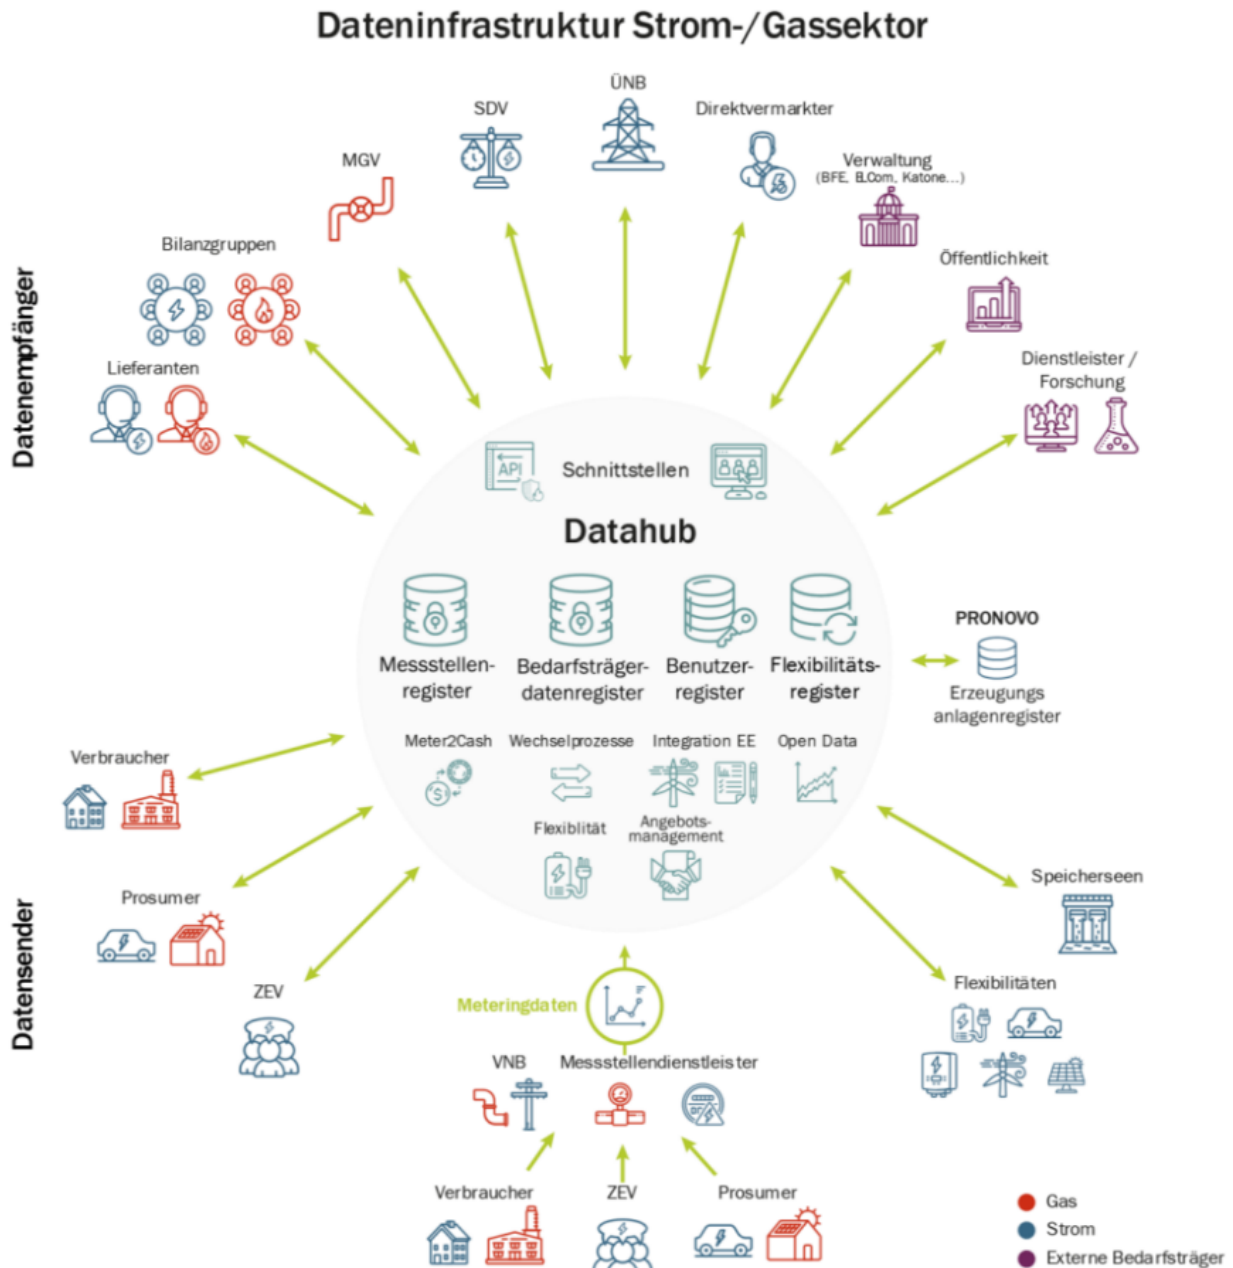 Dateninfrastruktur Strom-/Gassektor
ÜNB
SDV
Direktvermarkter
MGV
Verwaltung
(BFE, ELCom, Katone...)
Bilanzgruppen
Öffentlichkeit
Datenempfänger
Lieferanten
Dienstleister /
Forschung
API
Schnittstellen
Datahub
PRONOVO
Messstellen-
register
Bedarfsträger-
datenregister
Benutzer-
register
Flexibilitäts-
register
Erzeugungs
anlagenregister
Meter2Cash
Wechselprozesse
Integration EE
Open Data
Verbraucher
$
Flexiblität
Angebots-
management
Speicherseen
Prosumer
Datensender
ZEV
Flexibilitäten
Meteringdaten
VNB
Messstellendienstleister
Verbraucher
ZEV
Prosumer
Gas
Strom
Externe Bedarfsträger